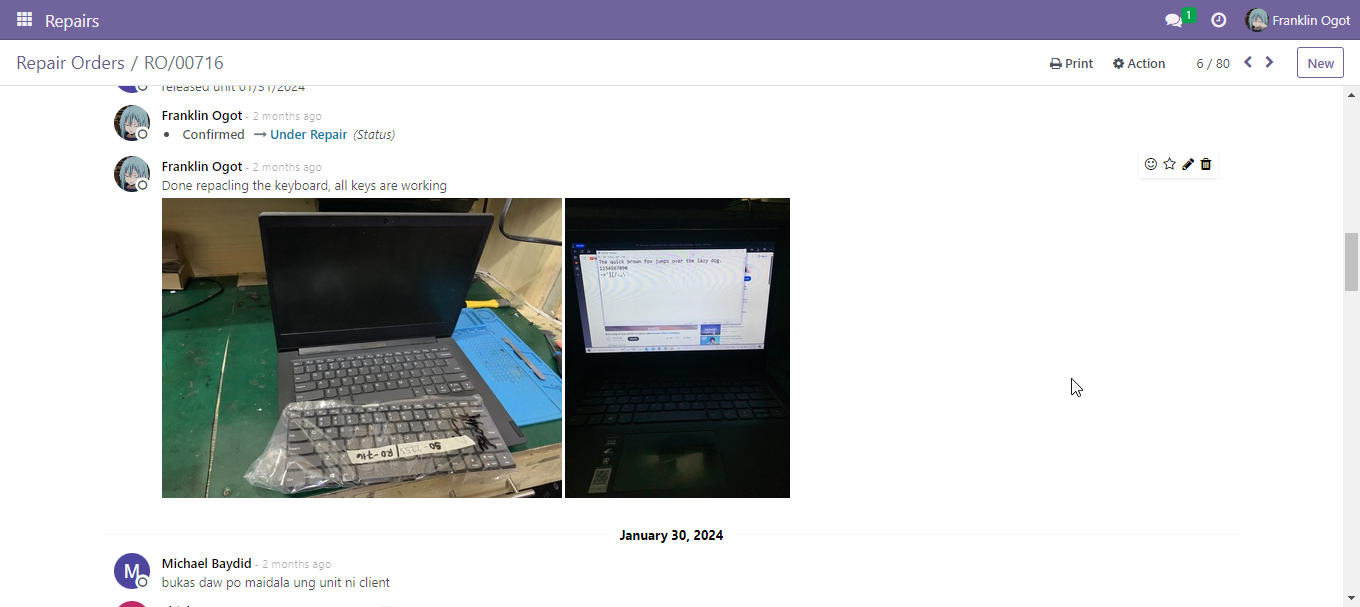 Repairs
1
Franklin Ogot
Repair Orders / RO/00716
Print
Action
6 / 80
New
released unit 01/31/2024
Franklin Ogot - 2 months ago
Confirmed → Under Repair (Status)
Franklin Ogot - 2 months ago
Done repacling the keyboard, all keys are working
RO-716
The quick brown fox jumps over the lazy dog.
1234567890
January 30, 2024
M
Michael Baydid - 2 months ago
bukas daw po maidala ung unit ni client